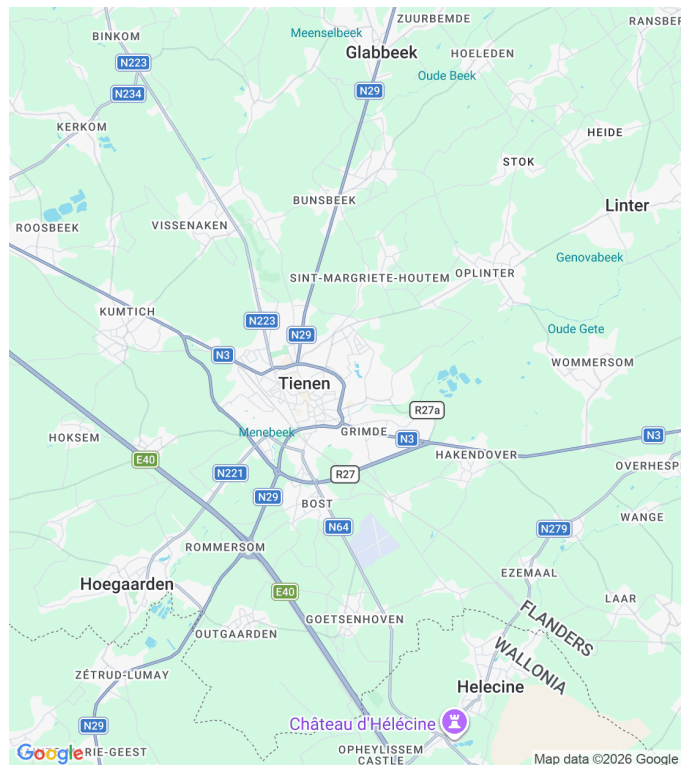 ZUURBEMDE
RANSBER
BINKOM
Meenselbeek
Glabbeek
HOELEDEN
N223
Oude Beek
N234
N29
KERKOM
HEIDE
STOK
BUNSBEEK
Linter
ROOSBEEK
VISSENAKEN
Genovabeek
SINT-MARGRIETE-HOUTEM
OPLINTER
KUMTICH
N223
N29
Oude Gete
N3
WOMMERSOM
Tienen
R27a
Menebeek
GRIMDE
N3
N3
HOKSEM
HAKENDOVER
E40
OVERHESP
N221
R27
N29
BOST
WANGE
N64
N279
ROMMERSOM
EZEMAAL
Hoegaarden
E40
LAAR
FLANDERS
GOETSENHOVEN
OUTGAARDEN
WALLONIA
ZÉTRUD-LUMAY
Helecine
Château d'Hélécine
N29
Google
RIE-GEEST
OPHEYLISSEM
CASTLE
Map data ©2026 Google